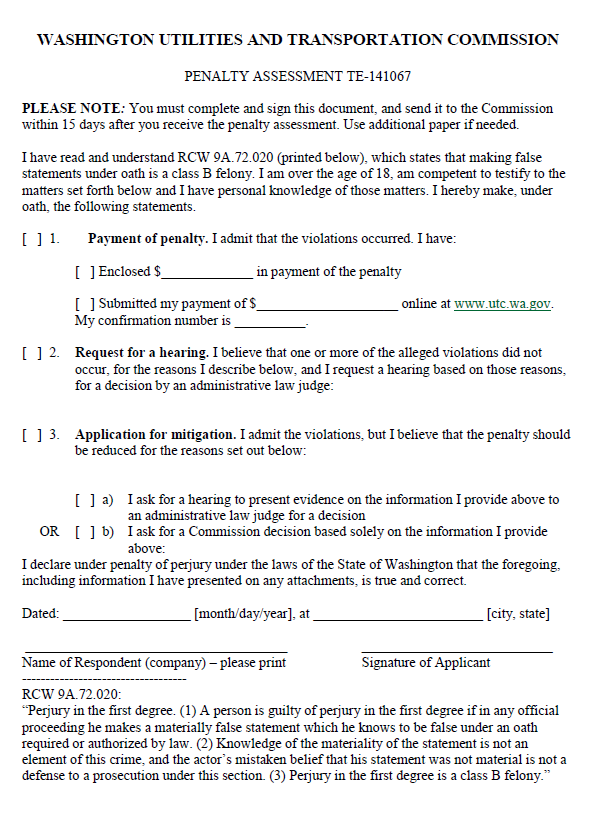 WASHINGTON UTILITIES AND TRANSPORTATION COMMISSION
PENALTY ASSESSMENT TE-141067
PLEASE NOTE: You must complete and sign this document, and send it to the Commission
within 15 days after you receive the penalty assessment. Use additional paper if needed.
I have read and understand RCW 9A.72.020 (printed below), which states that making false
statements under oath is a class B felony. I am over the age of 18, am competent to testify to the
matters set forth below and I have personal knowledge of those matters. I hereby make, under
oath, the following statements.
[ ] 1. Payment of penalty. I admit that the violations occurred. I have:
[ ] Enclosed $______________ in payment of the penalty
[ ] Submitted my payment of $_____________________ online at www.utc.wa.gov.
My confirmation number is ___________.
[ ] 2. Request for a hearing. I believe that one or more of the alleged violations did not
occur, for the reasons I describe below, and I request a hearing based on those reasons,
for a decision by an administrative law judge:
[ ] 3. Application for mitigation. I admit the violations, but I believe that the penalty should
be reduced for the reasons set out below:
[ ] a) I ask for a hearing to present evidence on the information I provide above to
an administrative law judge for a decision
OR [ ] b) I ask for a Commission decision based solely on the information I provide
above:
I declare under penalty of perjury under the laws of the State of Washington that the foregoing,
including information I have presented on any attachments, is true and correct.
Dated: ___________________ [month/day/year], at _________________________ [city, state]
Name of Respondent (company) – please print Signature of Applicant
-----------------------------------
RCW 9A.72.020:
“Perjury in the first degree. (1) A person is guilty of perjury in the first degree if in any official
proceeding he makes a materially false statement which he knows to be false under an oath
required or authorized by law. (2) Knowledge of the materiality of the statement is not an
element of this crime, and the actor’s mistaken belief that his statement was not material is not a
defense to a prosecution under this section. (3) Perjury in the first degree is a class B felony.”